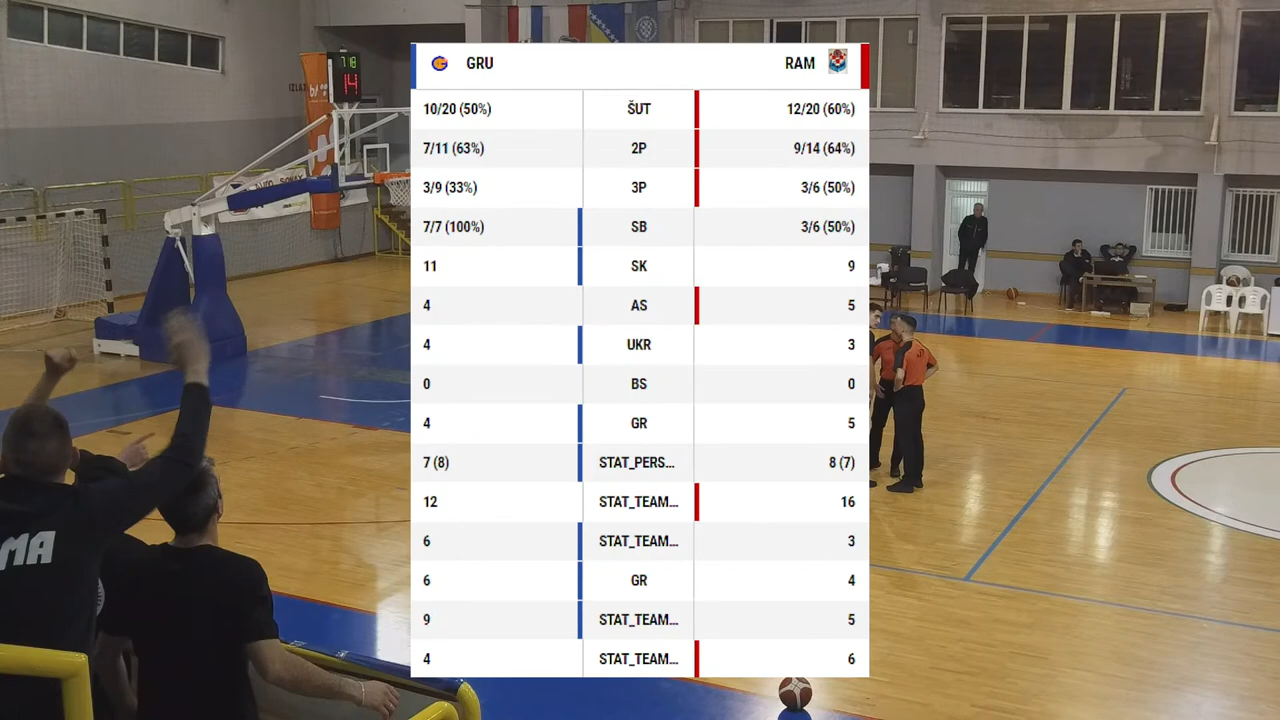 7 8
14
GRU RAM
10/20 (50%) ŠUT 12/20 (60%)
7/11 (63%) 2P 9/14 (64%)
3/9 (33%) 3P 3/6 (50%)
7/7 (100%) SB 3/6 (50%)
11 SK 9
4 AS 5
4 UKR 3
0 BS 0
4 GR 5
7 (8) STAT_PERS... 8 (7)
12 STAT_TEAM... 16
6 STAT_TEAM... 3
6 GR 4
9 STAT_TEAM... 5
4 STAT_TEAM... 6
MA